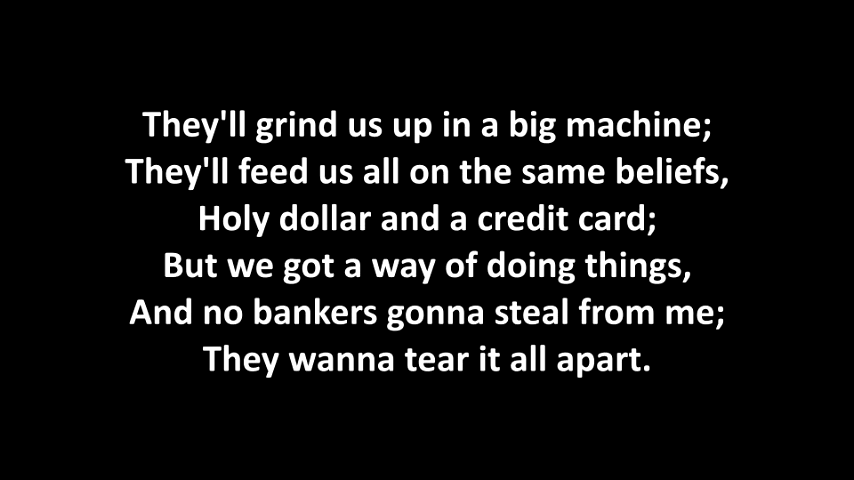 They'll grind us up in a big machine;
They'll feed us all on the same beliefs,
Holy dollar and a credit card;
But we got a way of doing things,
And no bankers gonna steal from me;
They wanna tear it all apart.